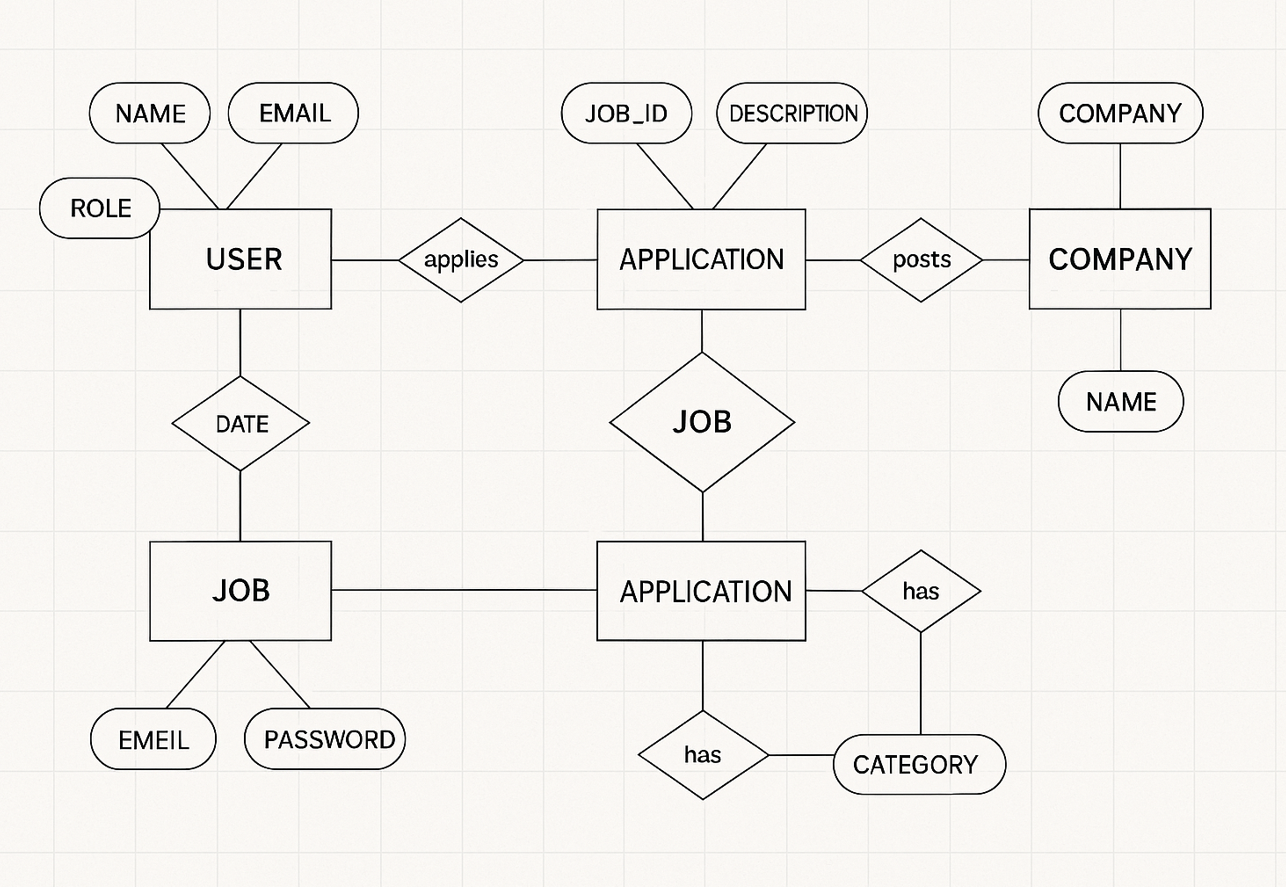 NAME
EMAIL
JOB_ID
DESCRIPTION
COMPANY
ROLE
USER
applies
APPLICATION
posts
COMPANY
NAME
DATE
JOB
JOB
APPLICATION
has
EMEIL
PASSWORD
has
CATEGORY